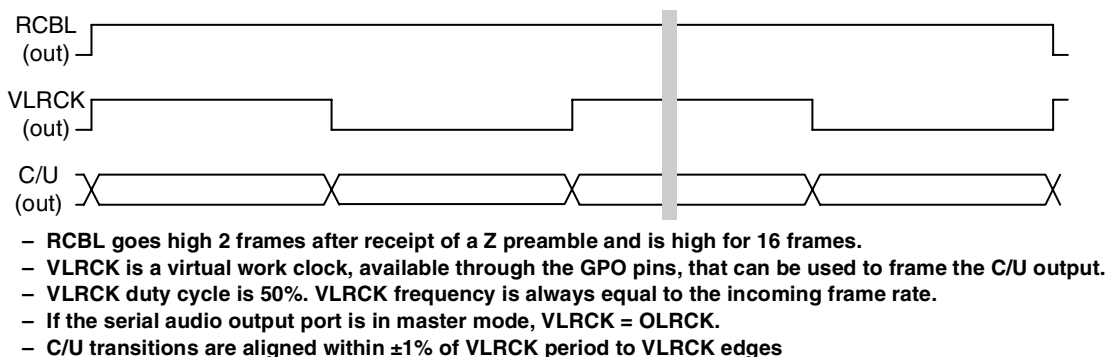 RCBL
(out)
VLRCK
(out)
C/U
(out)
– RCBL goes high 2 frames after receipt of a Z preamble and is high for 16 frames.
– VLRCK is a virtual work clock, available through the GPO pins, that can be used to frame the C/U output.
– VLRCK duty cycle is 50%. VLRCK frequency is always equal to the incoming frame rate.
– If the serial audio output port is in master mode, VLRCK = OLRCK.
– C/U transitions are aligned within ±1% of VLRCK period to VLRCK edges